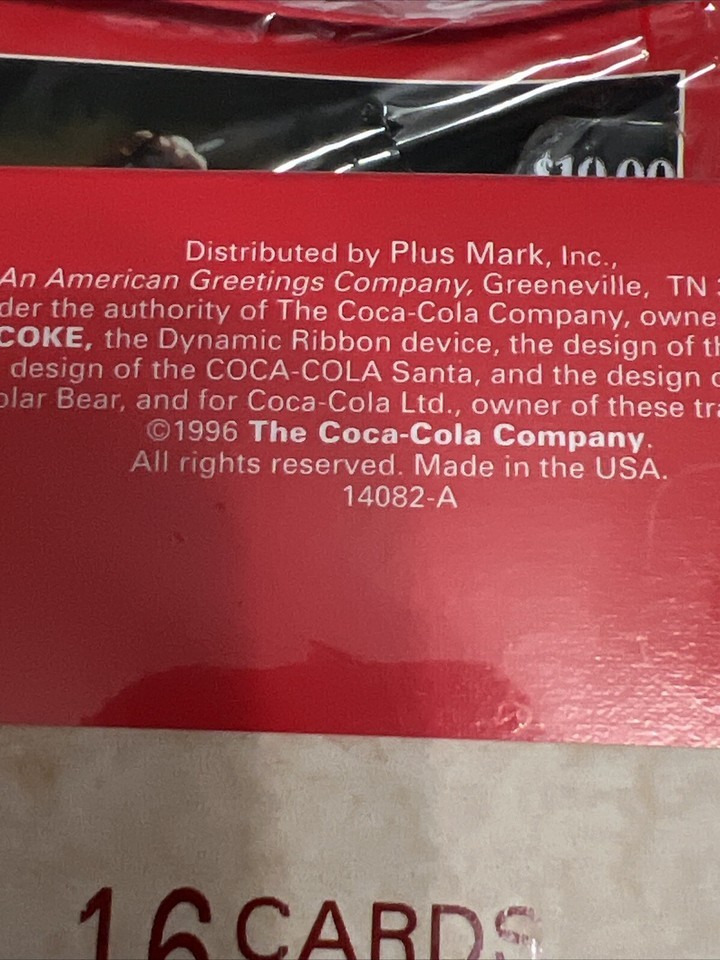 $10.00
Distributed by Plus Mark, Inc.,
An American Greetings Company, Greeneville, TN
der the authority of The Coca-Cola Company, owne
COKE, the Dynamic Ribbon device, the design of th
design of the COCA-COLA Santa, and the design o
olar Bear, and for Coca-Cola Ltd., owner of these tra
©1996 The Coca-Cola Company.
All rights reserved. Made in the USA.
14082-A
16 CARDS